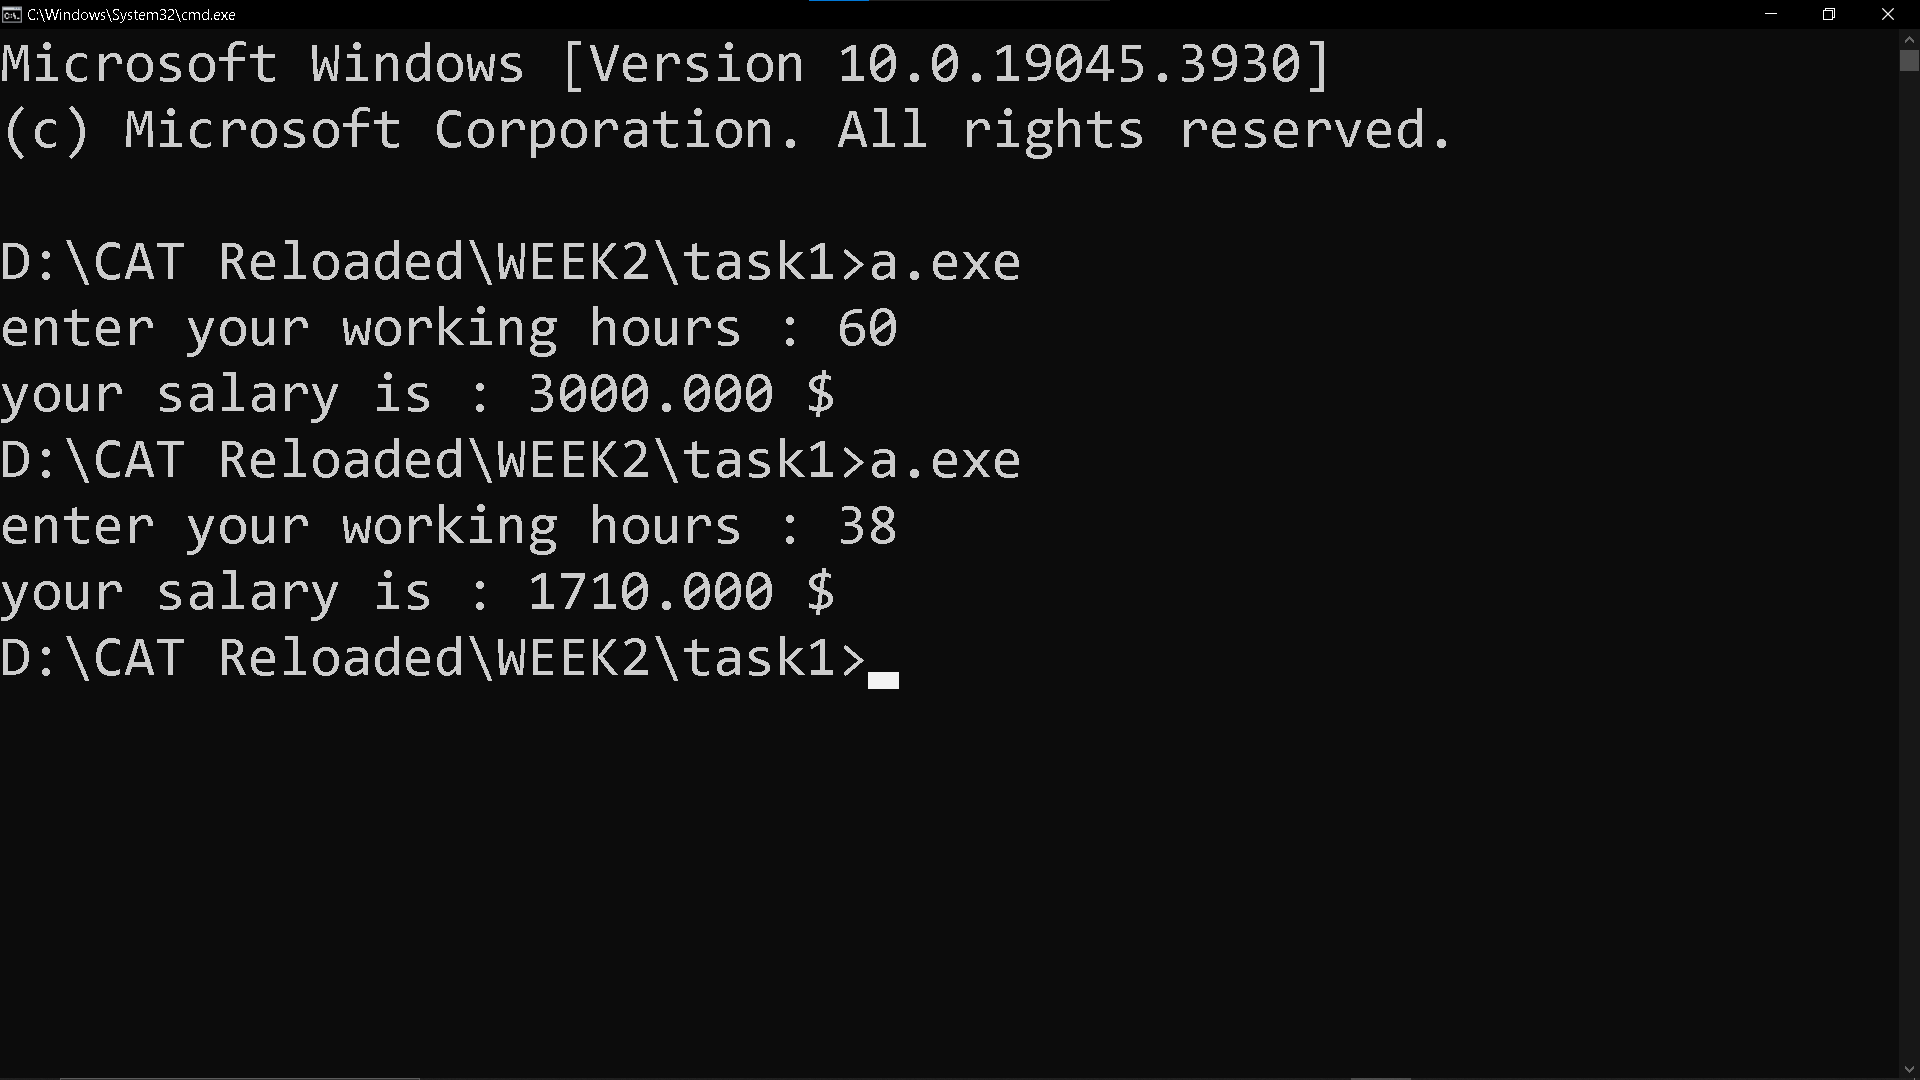 C:\Windows\System32\cmd.exe
Microsoft Windows [Version 10.0.19045.3930]
(c) Microsoft Corporation. All rights reserved.
D:\CAT Reloaded\WEEK2\task1>a.exe
enter your working hours : 60
your salary is : 3000.000 $
D:\CAT Reloaded\WEEK2\task1>a.exe
enter your working hours : 38
your salary is : 1710.000 $
D:\CAT Reloaded\WEEK2\task1>